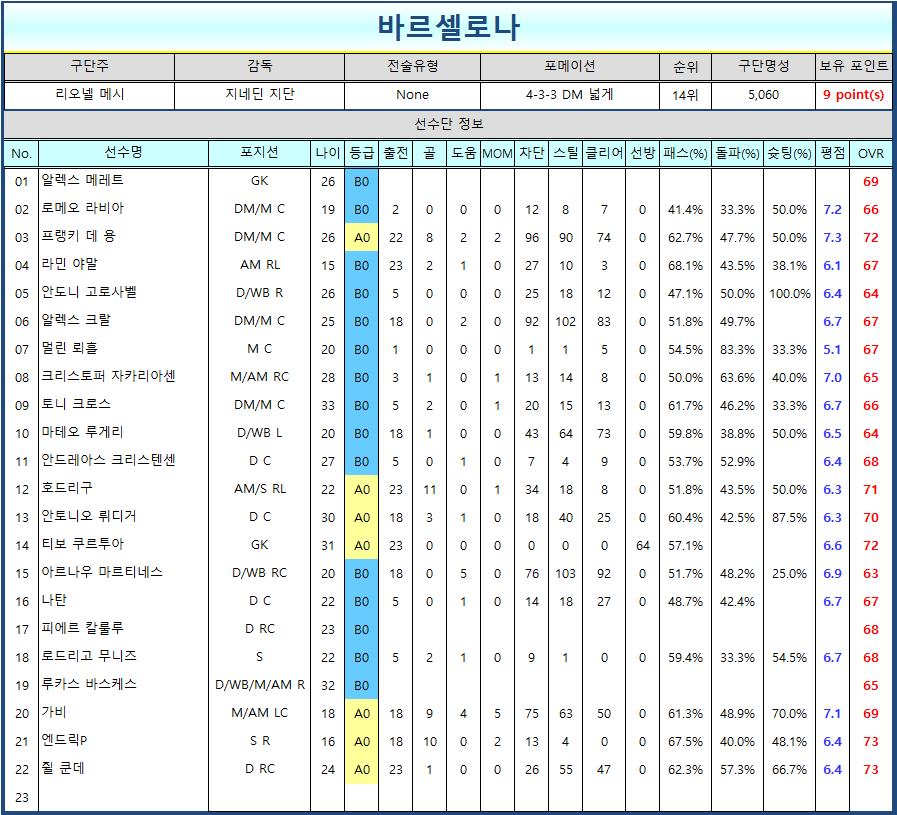 바르셀로나
구단주 감독 전술유형 포메이션 순위 구단명성 보유 포인트
리오넬 메시 지네딘 지단 None 4-3-3 DM 넓게 14위 5,060 9 point(s)
선수단 정보
No. 선수명 포지션 나이 등급 출전 골 도움 MOM 차단 스틸 클리어 선방 패스(%) 돌파(%) 슛팅(%) 평점 OVR
01 알렉스 메레트 GK 26 B0 69
02 로메오 라비아 DM/M C 19 B0 2 0 0 0 12 8 7 0 41.4% 33.3% 50.0% 7.2 66
03 프랭키 데 용 DM/M C 26 A0 22 8 2 2 96 90 74 0 62.7% 47.7% 50.0% 7.3 72
04 라민 야말 AM RL 15 B0 23 2 1 0 27 10 3 0 68.1% 43.5% 38.1% 6.1 67
05 안도니 고로사벨 D/WB R 26 B0 5 0 0 0 25 18 12 0 47.1% 50.0% 100.0% 6.4 64
06 알렉스 크랄 DM/M C 25 B0 18 0 2 0 92 102 83 0 51.8% 49.7% 6.7 67
07 멀린 뢰흘 M C 20 B0 1 0 0 0 1 1 5 0 54.5% 83.3% 33.3% 5.1 67
08 크리스토퍼 자카리아센 M/AM RC 28 B0 3 1 0 1 13 14 8 0 50.0% 63.6% 40.0% 7.0 65
09 토니 크로스 DM/M C 33 B0 5 2 0 1 20 15 13 0 61.7% 46.2% 33.3% 6.7 66
10 마테오 루게리 D/WB L 20 B0 18 1 0 0 43 64 73 0 59.8% 38.8% 50.0% 6.5 64
11 안드레아스 크리스텐센 D C 27 B0 5 0 1 0 7 4 9 0 53.7% 52.9% 6.4 68
12 호드리구 AM/S RL 22 A0 23 11 0 1 34 18 8 0 51.8% 43.5% 50.0% 6.3 71
13 안토니오 뤼디거 D C 30 A0 18 3 1 0 18 40 25 0 60.4% 42.5% 87.5% 6.3 70
14 티보 쿠르투아 GK 31 A0 23 0 0 0 0 0 0 64 57.1% 6.6 72
15 아르나우 마르티네스 D/WB RC 20 B0 18 0 5 0 76 103 92 0 51.7% 48.2% 25.0% 6.9 63
16 나탄 D C 22 B0 5 0 1 0 14 18 27 0 48.7% 42.4% 6.7 67
17 피에르 칼룰루 D RC 23 B0 68
18 로드리고 무니즈 S 22 B0 5 2 1 0 9 1 0 0 59.4% 33.3% 54.5% 6.7 68
19 루카스 바스케스 D/WB/M/AM R 32 B0 65
20 가비 M/AM LC 18 A0 18 9 4 5 75 63 50 0 61.3% 48.9% 70.0% 7.1 69
21 엔드릭P S R 16 A0 18 10 0 2 13 4 0 0 67.5% 40.0% 48.1% 6.4 73
22 쥘 쿤데 D RC 24 A0 23 1 0 0 26 55 47 0 62.3% 57.3% 66.7% 6.4 73
23